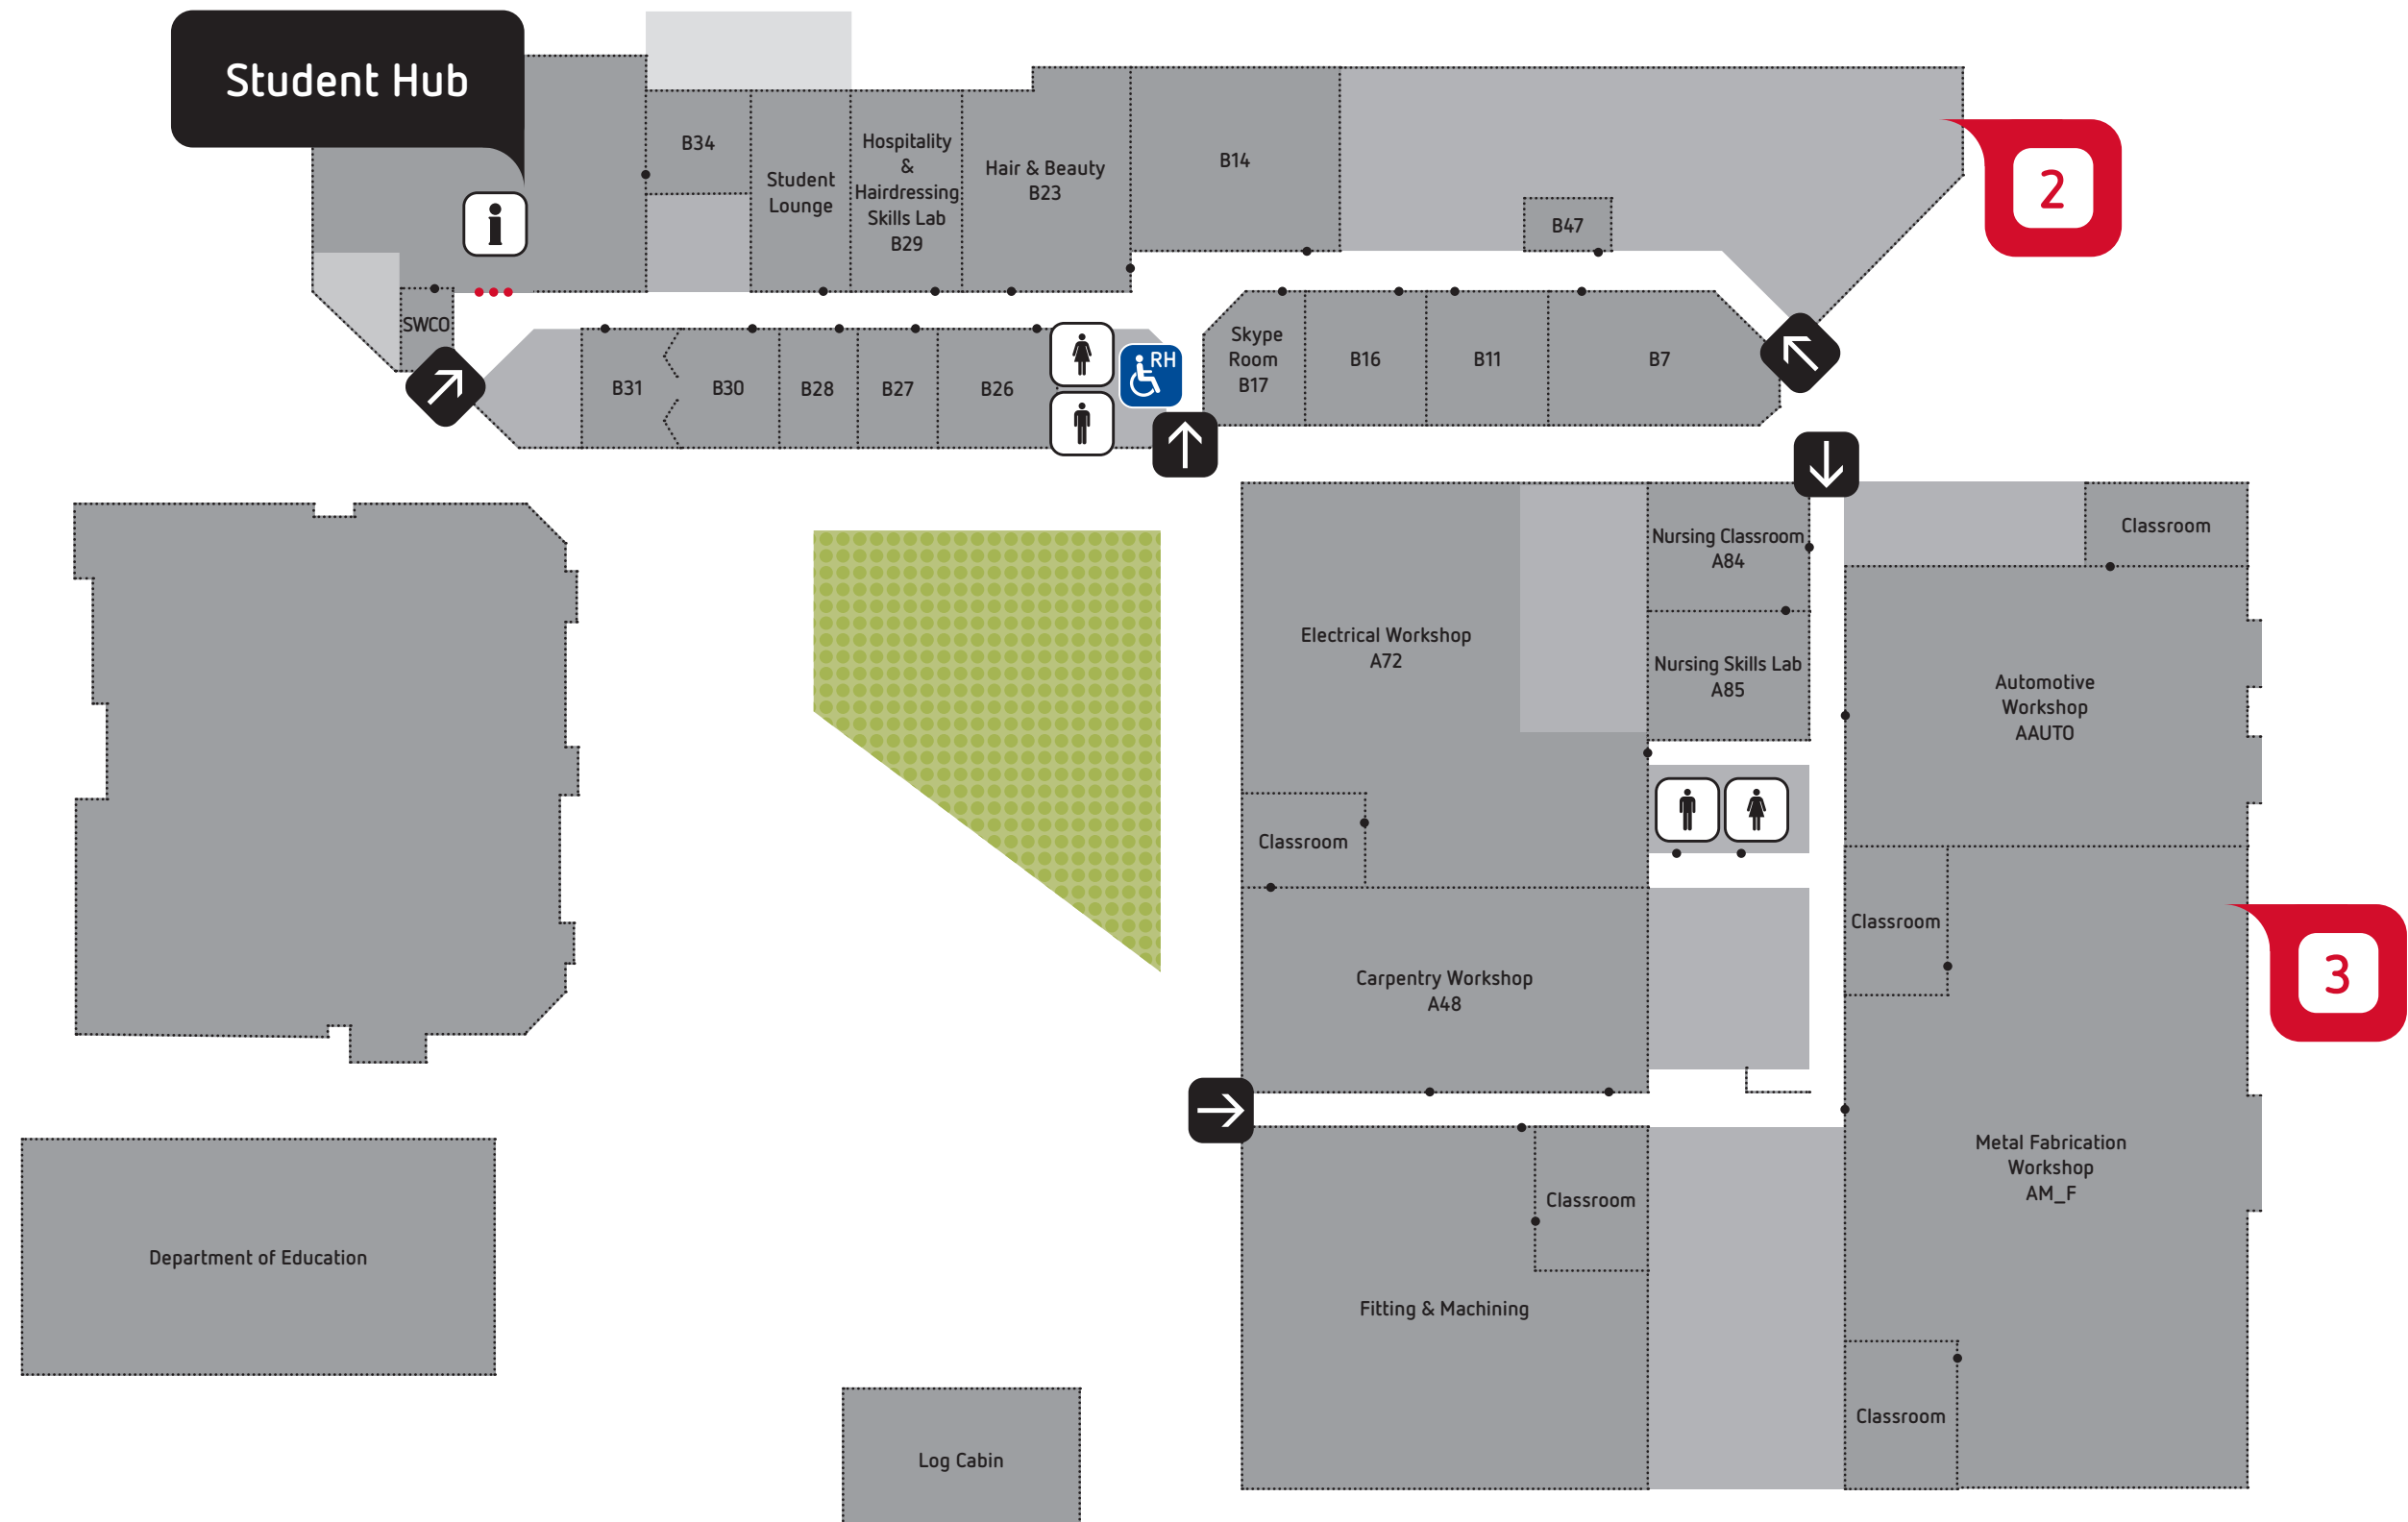 Student Hub
B34
Student
Lounge
Hospitality
&
Hairdressing
Skills Lab
B29
Hair & Beauty
B23
B14
B47
2
SWCO
B31
B30
B28
B27
B26
RH
Skype
Room
B17
B16
B11
B7
Electrical Workshop
A72
Nursing Classroom
A84
Nursing Skills Lab
A85
Classroom
Automotive
Workshop
AAUTO
Classroom
Carpentry Workshop
A48
Classroom
3
Metal Fabrication
Workshop
AM_F
Classroom
Fitting & Machining
Classroom
Department of Education
Log Cabin